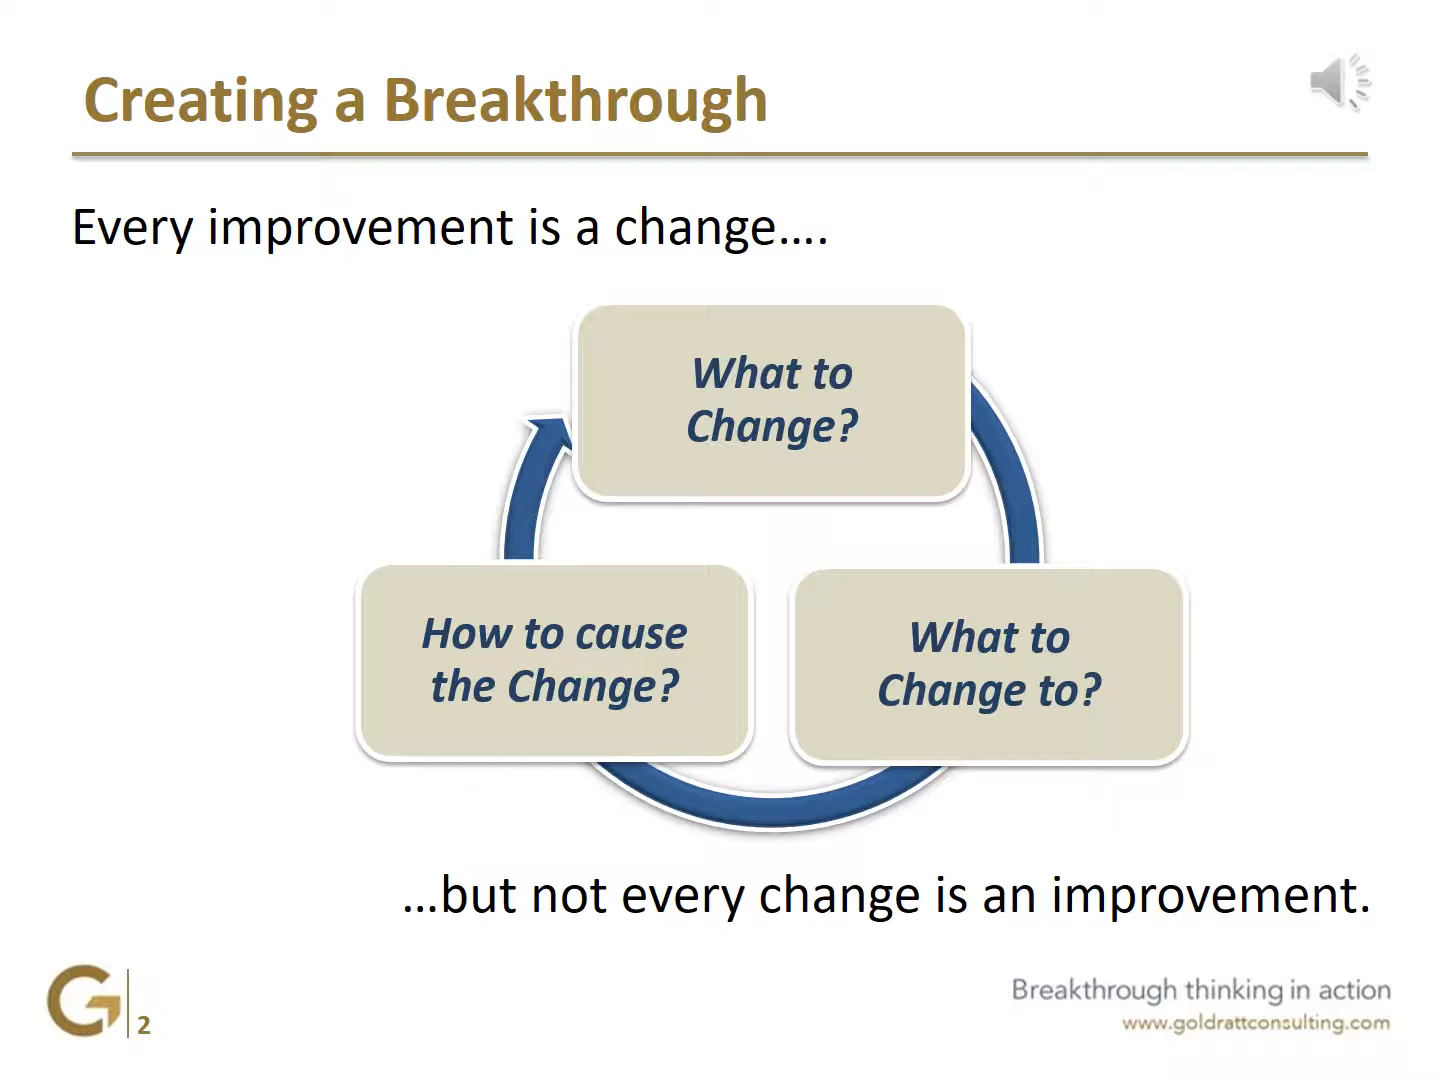 Creating a Breakthrough
Every improvement is a change….
What to
Change?
How to cause
the Change?
What to
Change to?
…but not every change is an improvement.
G
2
Breakthrough thinking in action
www.goldrattconsulting.com